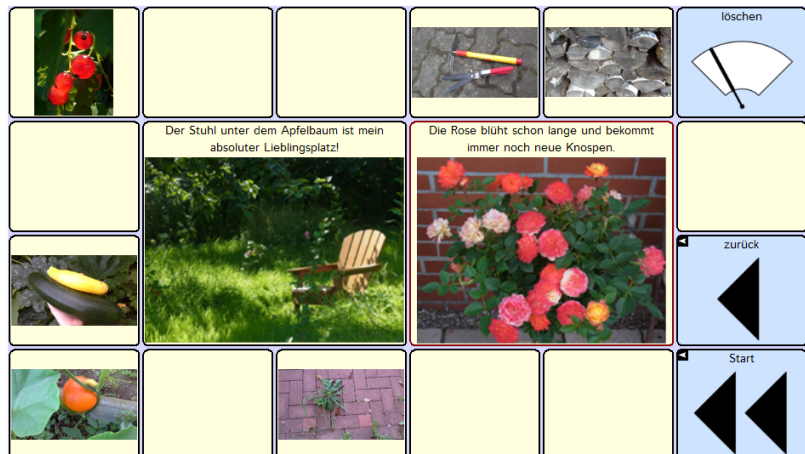 löschen
Der Stuhl unter dem Apfelbaum ist mein
absoluter Lieblingsplatz!
Die Rose blüht schon lange und bekommt
immer noch neue Knospen.
zurück
Start